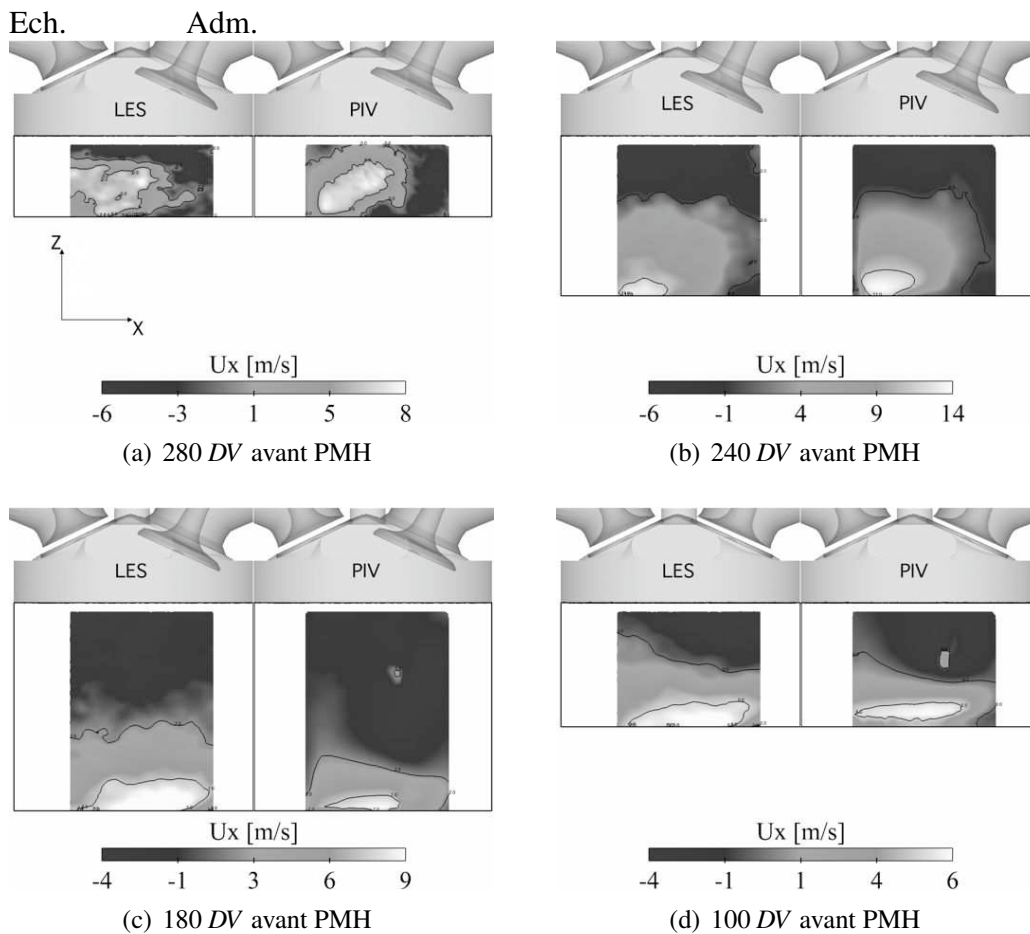 Ech. Adm.
LES PIV
LES PIV
Z
X
Ux [m/s]
-6 -3 1 5 8
(a) 280 DV avant PMH
Ux [m/s]
-6 -1 4 9 14
(b) 240 DV avant PMH
LES PIV
LES PIV
Ux [m/s]
-4 -1 3 6 9
(c) 180 DV avant PMH
Ux [m/s]
-4 -1 1 4 6
(d) 100 DV avant PMH